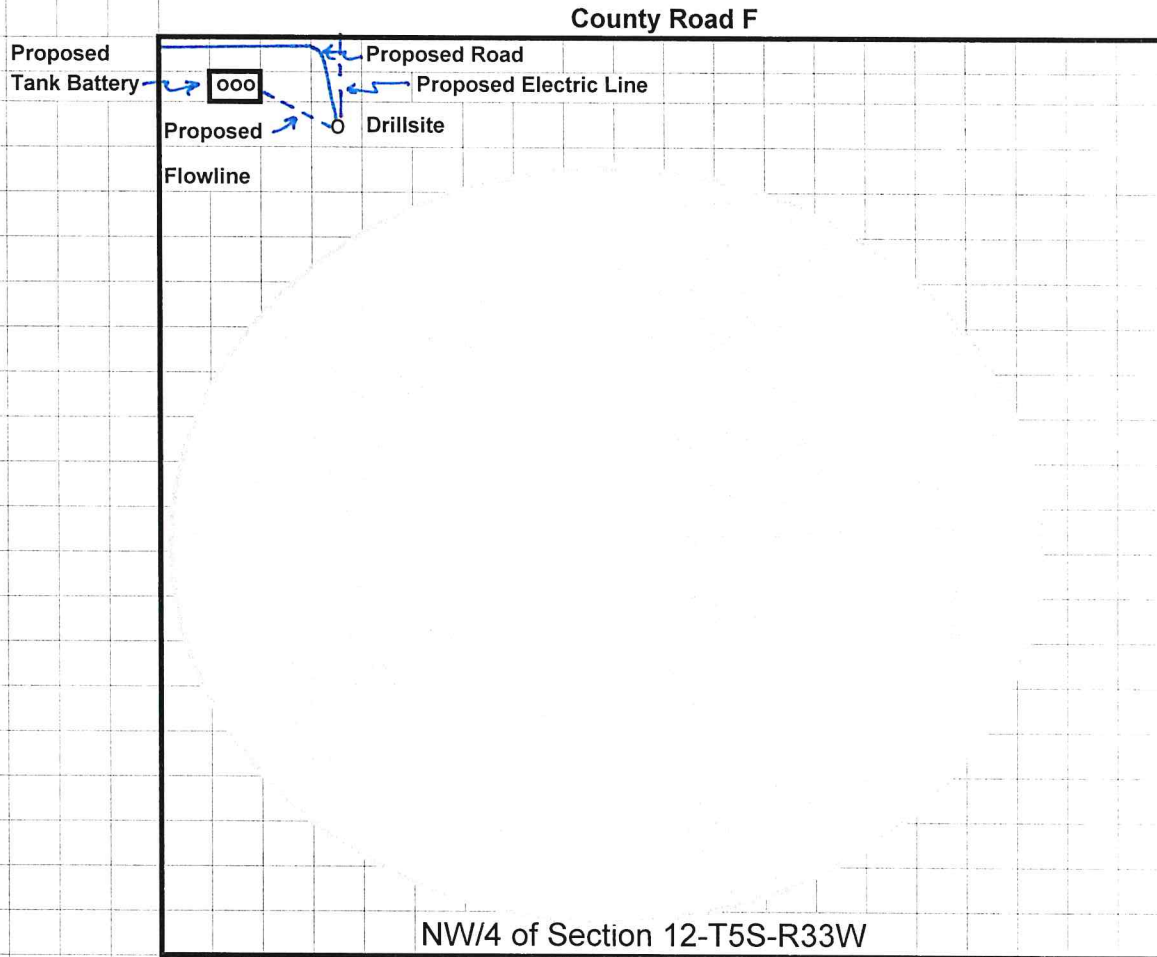 County Road F
Proposed
Tank Battery
ooo
Proposed Road
Proposed Electric Line
Proposed
Flowline
O Drillsite
NW/4 of Section 12-T5S-R33W